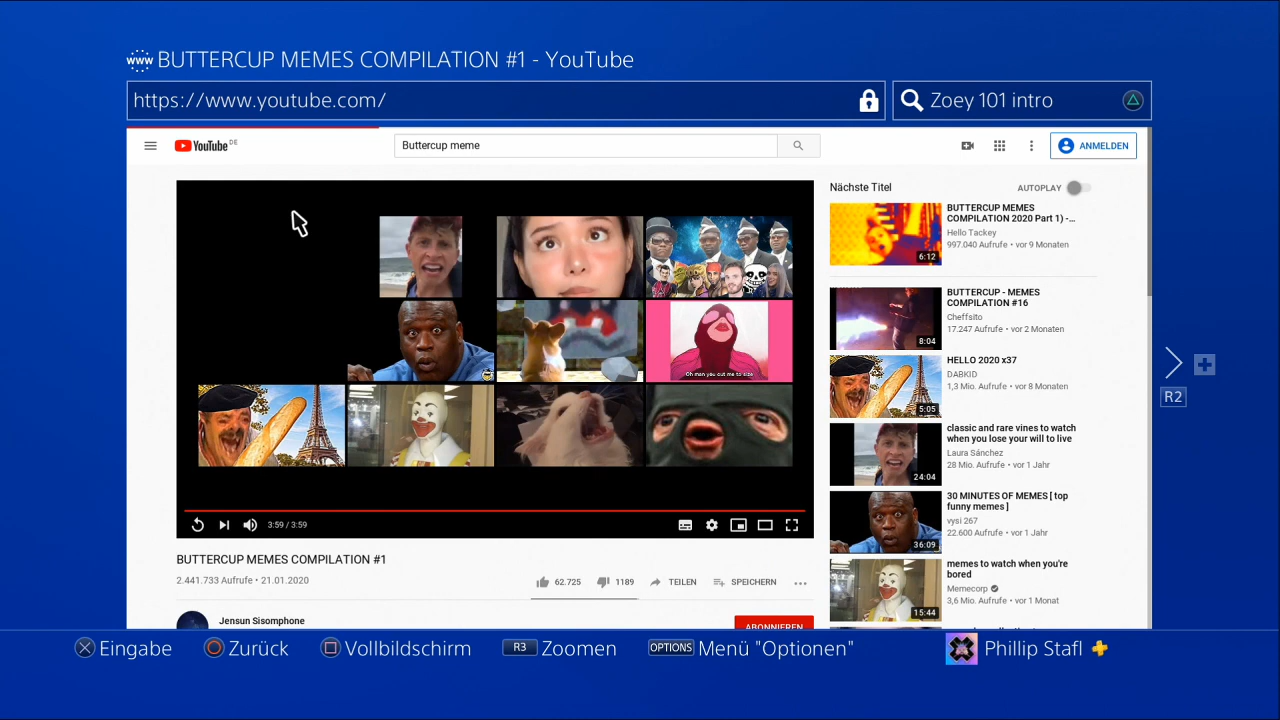 www BUTTERCUP MEMES COMPILATION #1 - YouTube
https://www.youtube.com/
Zoey 101 intro
YouTube DE
Buttercup meme
ANMELDEN
Oh man you cut me to size
3:59 / 3:59
BUTTERCUP MEMES COMPILATION #1
2.441.733 Aufrufe • 21.01.2020
62.725
1189
TEILEN
SPEICHERN
Jensun Sisomphone
ABONNIEREN
Nächste Titel
AUTOPLAY
BUTTERCUP MEMES
COMPILATION 2020 Part 1) -...
Hello Tackey
997.040 Aufrufe • vor 9 Monaten
6:12
BUTTERCUP - MEMES
COMPILATION #16
Cheffsito
17.247 Aufrufe • vor 2 Monaten
8:04
HELLO 2020 x37
DABKID
1,3 Mio. Aufrufe • vor 8 Monaten
5:05
classic and rare vines to watch
when you lose your will to live
Laura Sánchez
28 Mio. Aufrufe • vor 1 Jahr
24:04
30 MINUTES OF MEMES [ top
funny memes ]
vysi 267
22.600 Aufrufe • vor 1 Jahr
36:09
memes to watch when you're
bored
Memecorp
3,6 Mio. Aufrufe • vor 1 Monat
15:44
R2
Eingabe
Zurück
Vollbildschirm
R3 Zoomen
OPTIONS Menü "Optionen"
Phillip Stafl